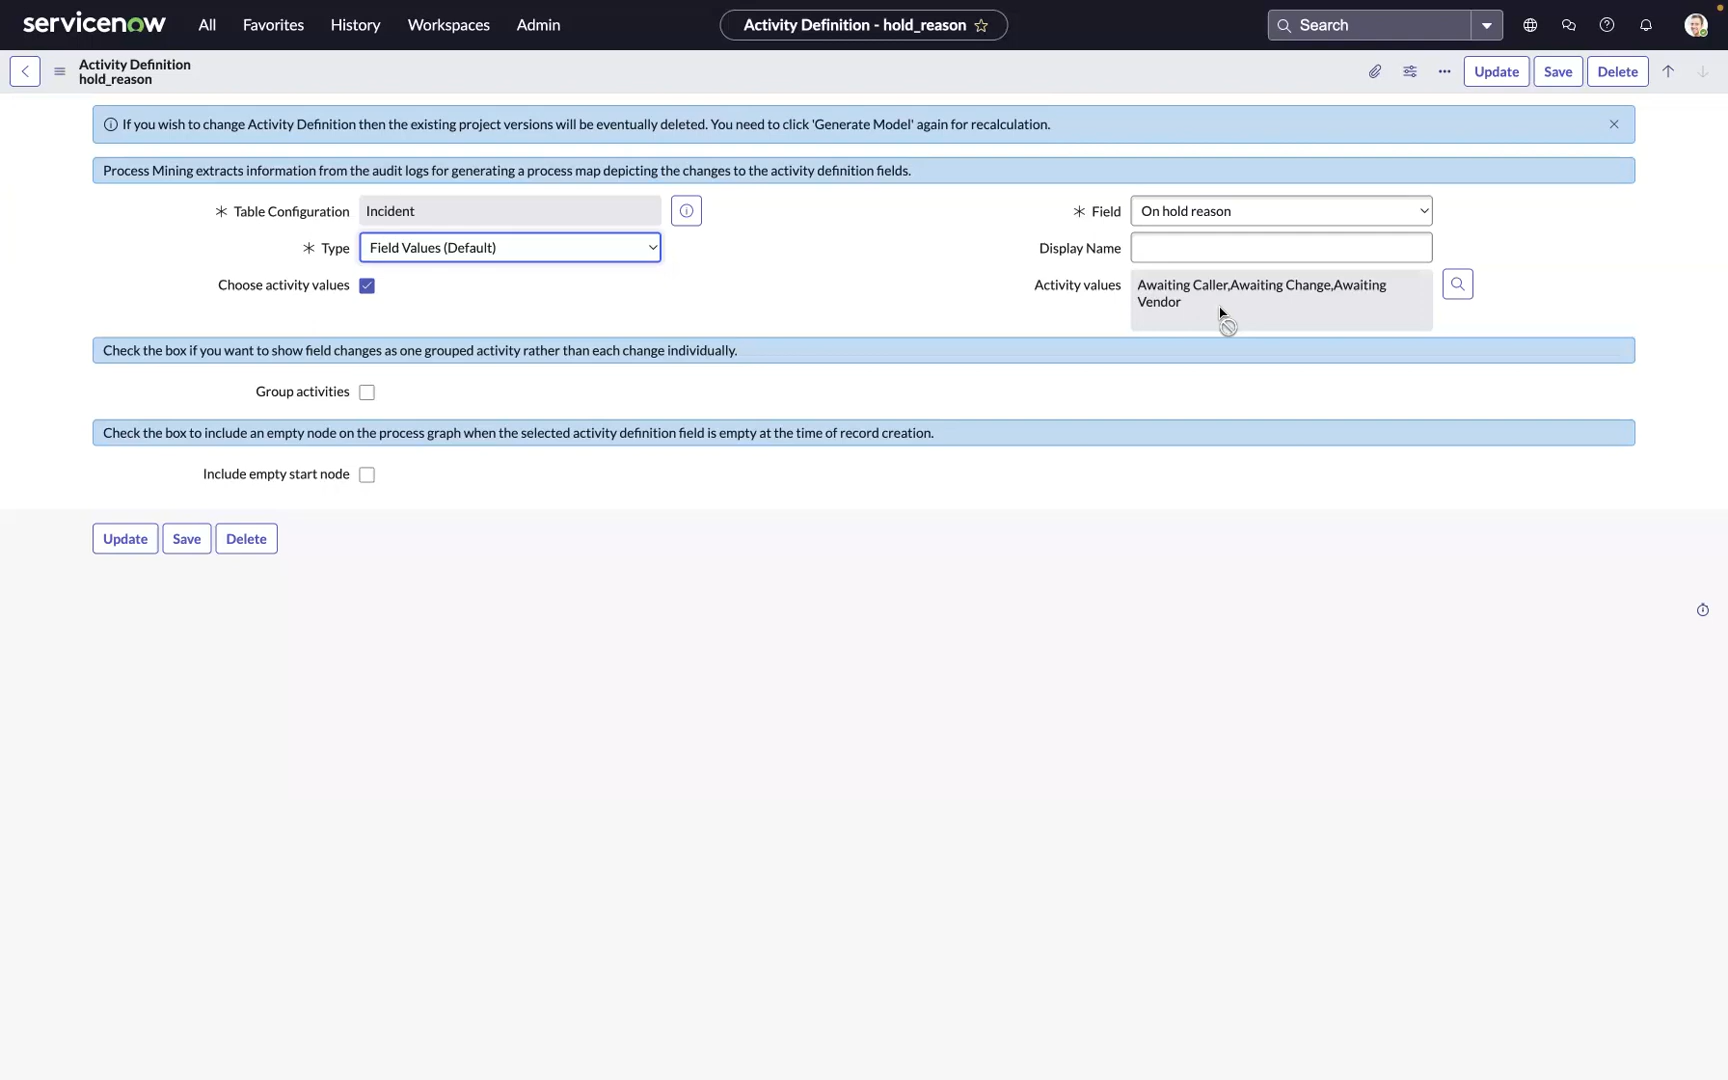 servicenow
All
Favorites
History
Workspaces
Admin
Activity Definition - hold_reason
Search
Activity Definition
hold_reason
Update
Save
Delete
If you wish to change Activity Definition then the existing project versions will be eventually deleted. You need to click 'Generate Model' again for recalculation.
Process Mining extracts information from the audit logs for generating a process map depicting the changes to the activity definition fields.
Table Configuration
Incident
Field
On hold reason
Type
Field Values (Default)
Display Name
Choose activity values
Activity values
Awaiting Caller,Awaiting Change,Awaiting
Vendor
Check the box if you want to show field changes as one grouped activity rather than each change individually.
Group activities
Check the box to include an empty node on the process graph when the selected activity definition field is empty at the time of record creation.
Include empty start node
Update
Save
Delete